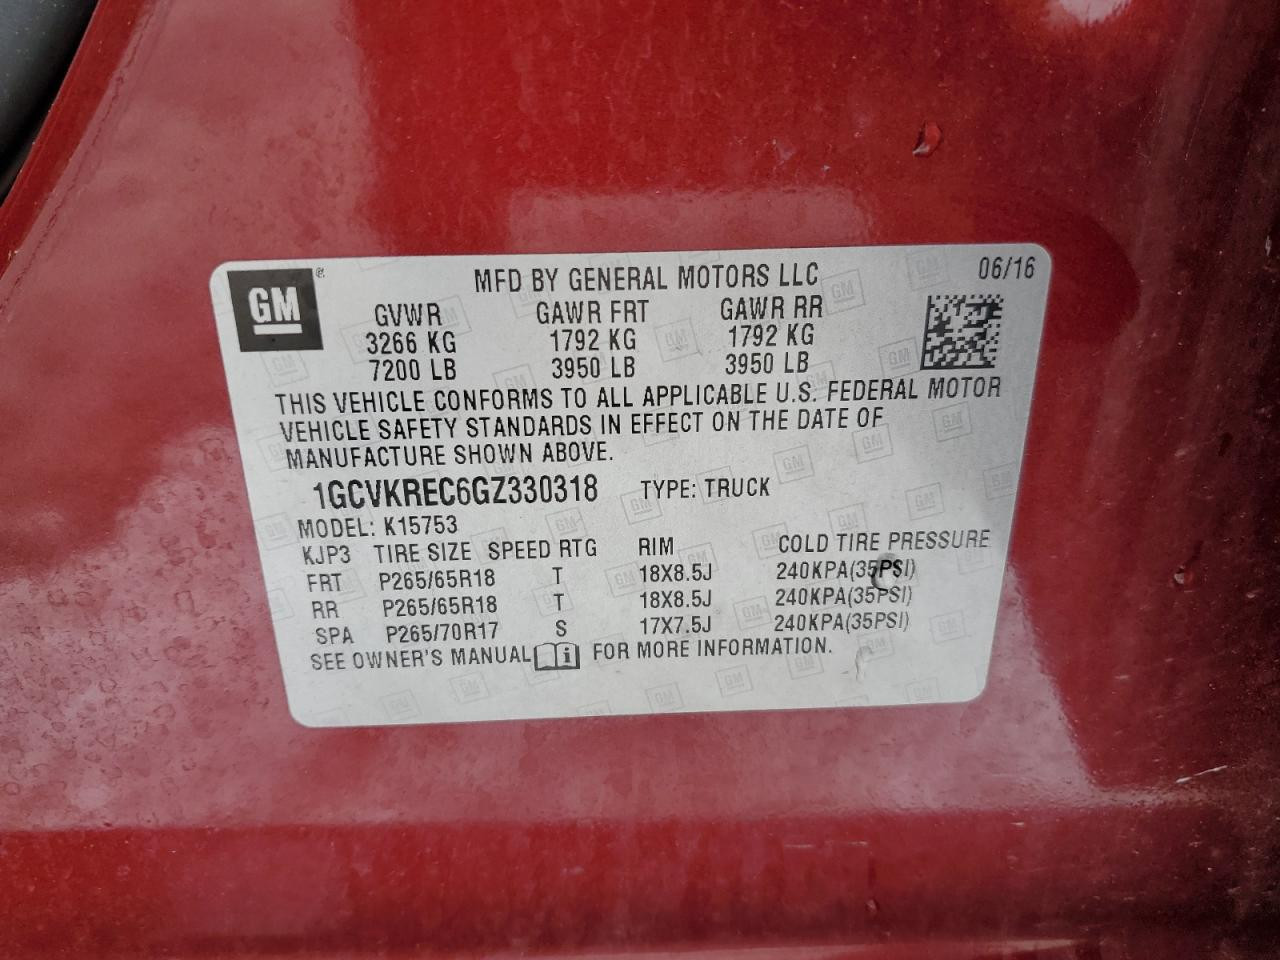 GM ®
MFD BY GENERAL MOTORS LLC 06/16
GVWR GAWR FRT GAWR RR
3266 KG 1792 KG 1792 KG
7200 LB 3950 LB 3950 LB
THIS VEHICLE CONFORMS TO ALL APPLICABLE U.S. FEDERAL MOTOR
VEHICLE SAFETY STANDARDS IN EFFECT ON THE DATE OF
MANUFACTURE SHOWN ABOVE.
1GCVKREC6GZ330318 TYPE: TRUCK
MODEL: K15753
KJP3 TIRE SIZE SPEED RTG RIM COLD TIRE PRESSURE
FRT P265/65R18 T 18X8.5J 240KPA(35PSI)
RR P265/65R18 T 18X8.5J 240KPA(35PSI)
SPA P265/70R17 S 17X7.5J 240KPA(35PSI)
SEE OWNER'S MANUAL FOR MORE INFORMATION.